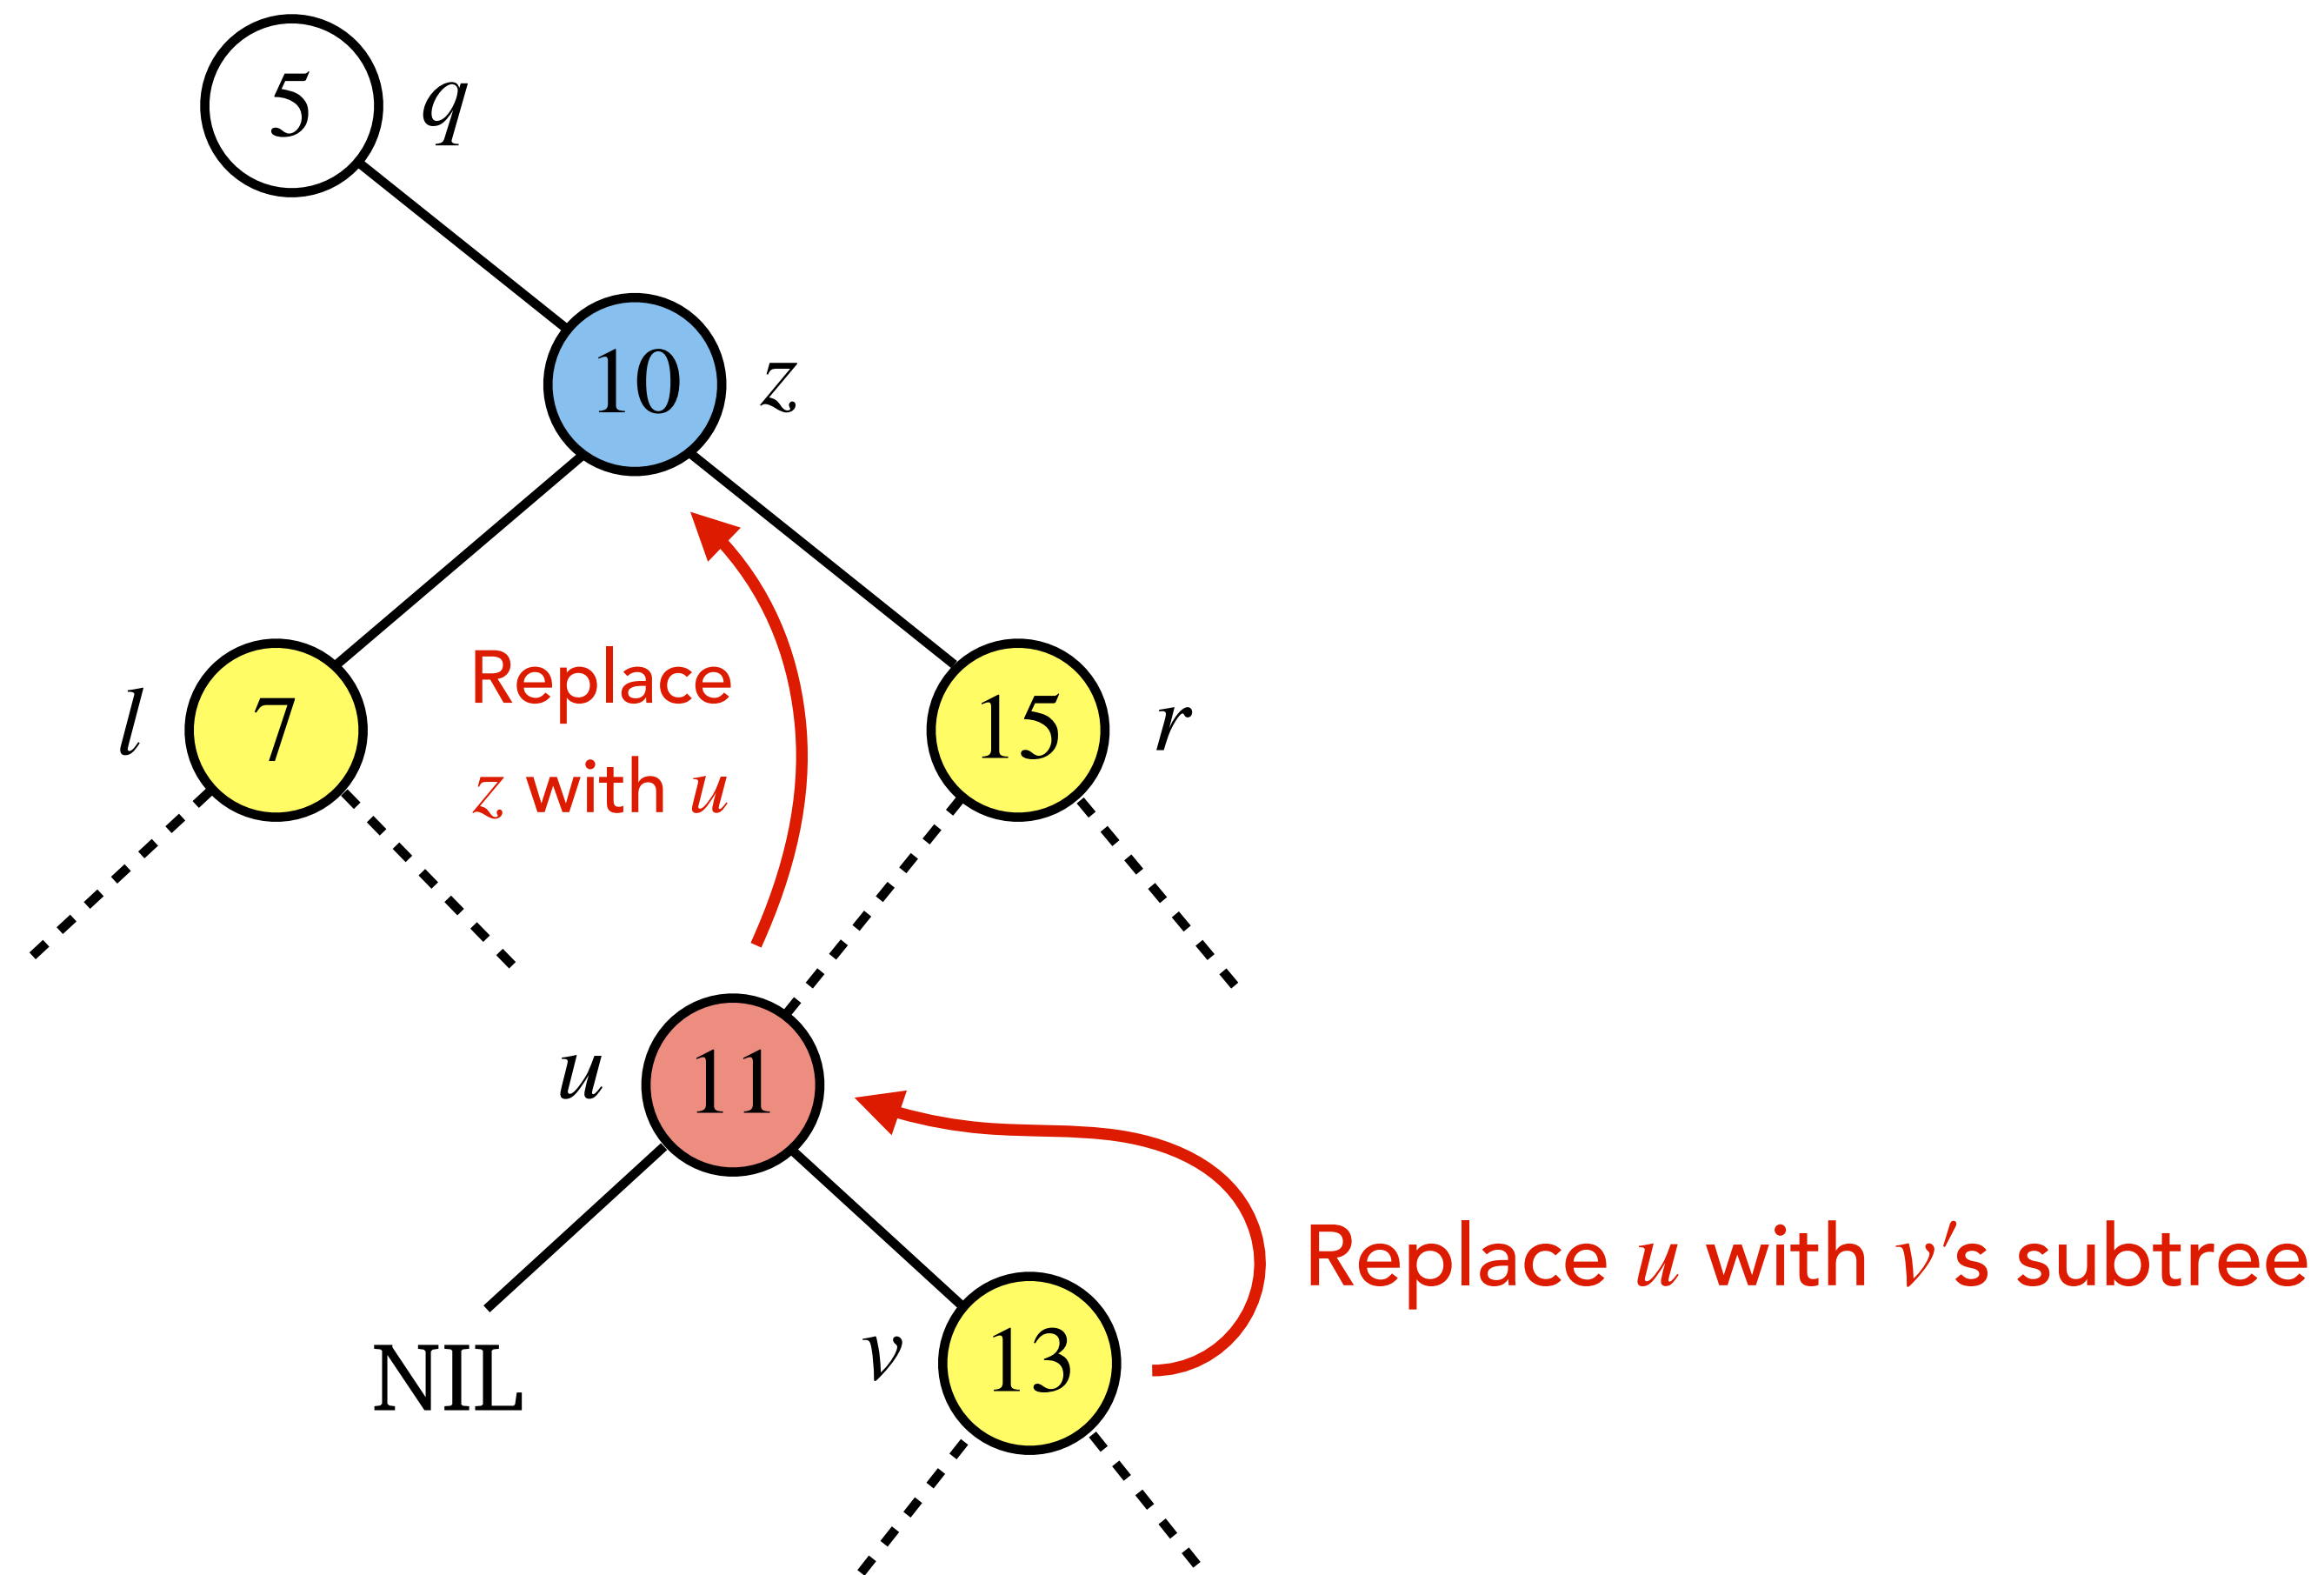 5 q
10 z
l 7
15 r
Replace
z with u
u 11
Replace u with v's subtree
NIL
v 13